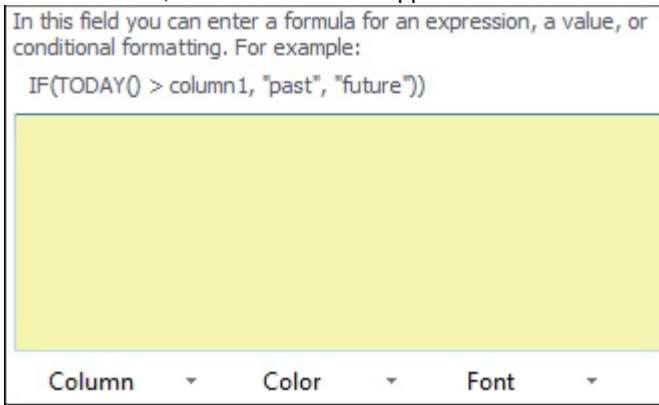 In this field you can enter a formula for an expression, a value, or
conditional formatting. For example:
IF(TODAY() > column1, "past", "future"))
Column
Color
Font